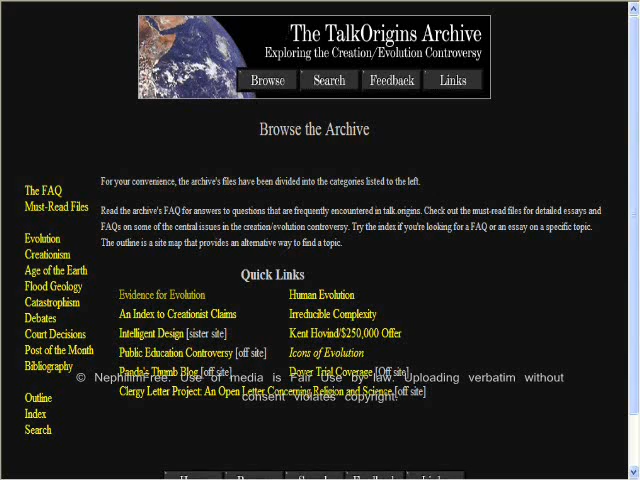 The TalkOrigins Archive
Exploring the Creation/Evolution Controversy
Browse Search Feedback Links
Browse the Archive
The FAQ
Must-Read Files
Evolution
Creationism
Age of the Earth
Flood Geology
Catastrophism
Debates
Court Decisions
Post of the Month
Bibliography
Outline
Index
Search
For your convenience, the archive's files have been divided into the categories listed to the left.
Read the archive's FAQ for answers to questions that are frequently encountered in talk.origins. Check out the must-read files for detailed essays and
FAQs on some of the central issues in the creation/evolution controversy. Try the index if you're looking for a FAQ or an essay on a specific topic.
The outline is a site map that provides an alternative way to find a topic.
Quick Links
Evidence for Evolution Human Evolution
An Index to Creationist Claims Irreducible Complexity
Intelligent Design [sister site] Kent Hovind/$250,000 Offer
Public Education Controversy [off site] Icons of Evolution
Panda's Thumb Blog [off site] Dover Trial Coverage [Off site]
Clergy Letter Project: An Open Letter Concerning Religion and Science [off site]
© NephilimFree. Use of media is Fair Use by law. Uploading verbatim without
consent violates copyright.